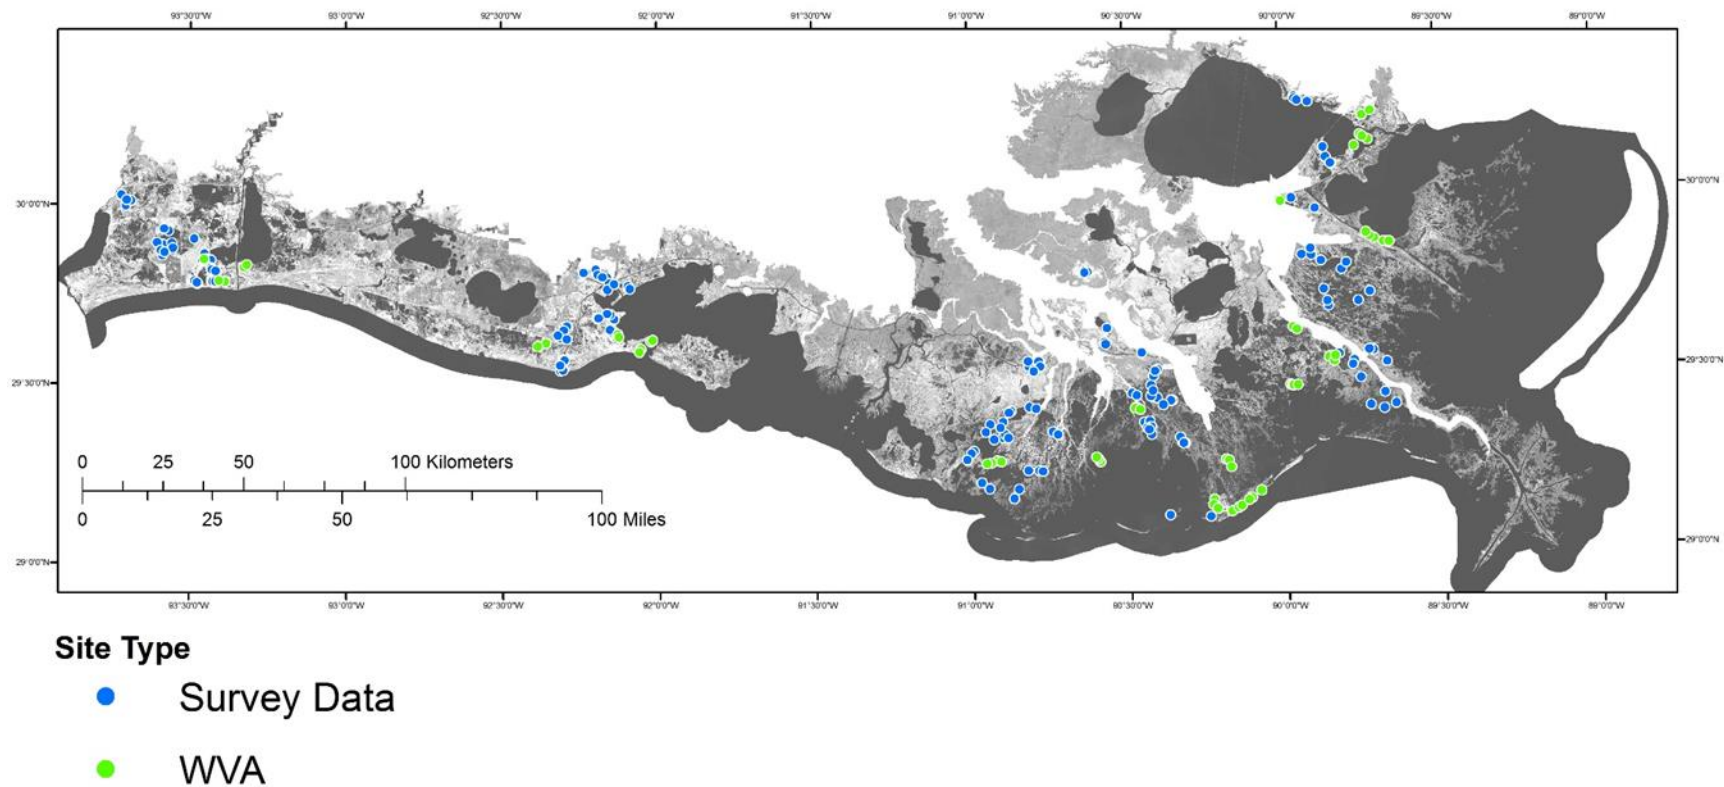 93°30'0"W 93°0'0"W 92°30'0"W 92°0'0"W 91°30'0"W 91°0'0"W 90°30'0"W 90°0'0"W 89°30'0"W 89°0'0"W
30°0'0"N 30°0'0"N
29°30'0"N 29°30'0"N
0 25 50 100 Kilometers
0 25 50 100 Miles
29°0'0"N 29°0'0"N
93°30'0"W 93°0'0"W 92°30'0"W 92°0'0"W 91°30'0"W 91°0'0"W 90°30'0"W 90°0'0"W 89°30'0"W 89°0'0"W
Site Type
Survey Data
WVA